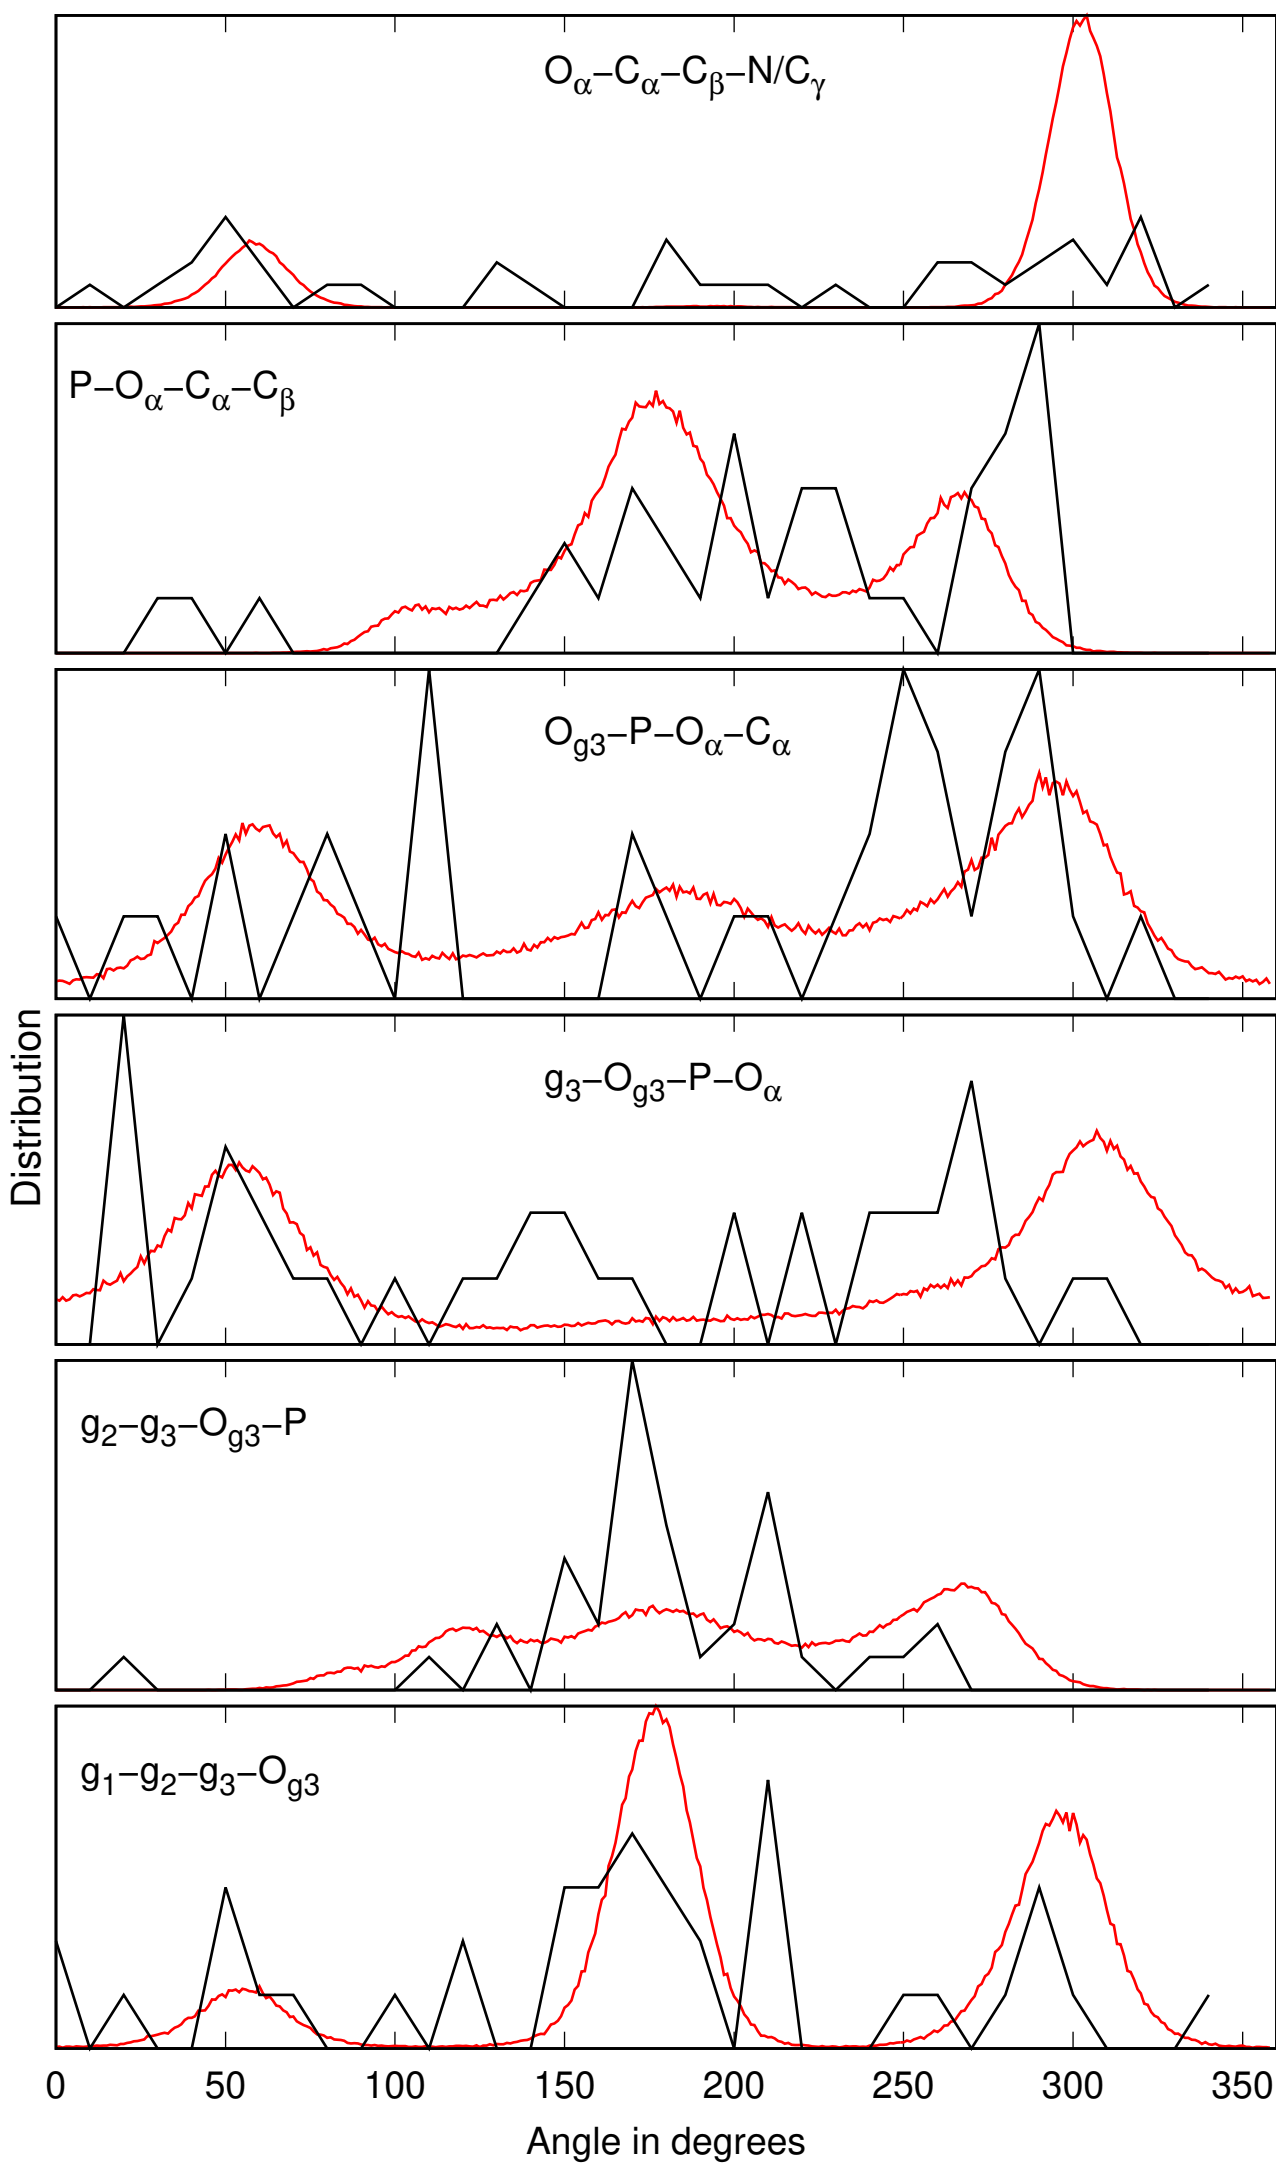 Oα–Cα–Cβ–N/Cγ
P–Oα–Cα–Cβ
Og3–P–Oα–Cα
g3–Og3–P–Oα
g2–g3–Og3–P
g1–g2–g3–Og3
Distribution
0 50 100 150 200 250 300 350
Angle in degrees